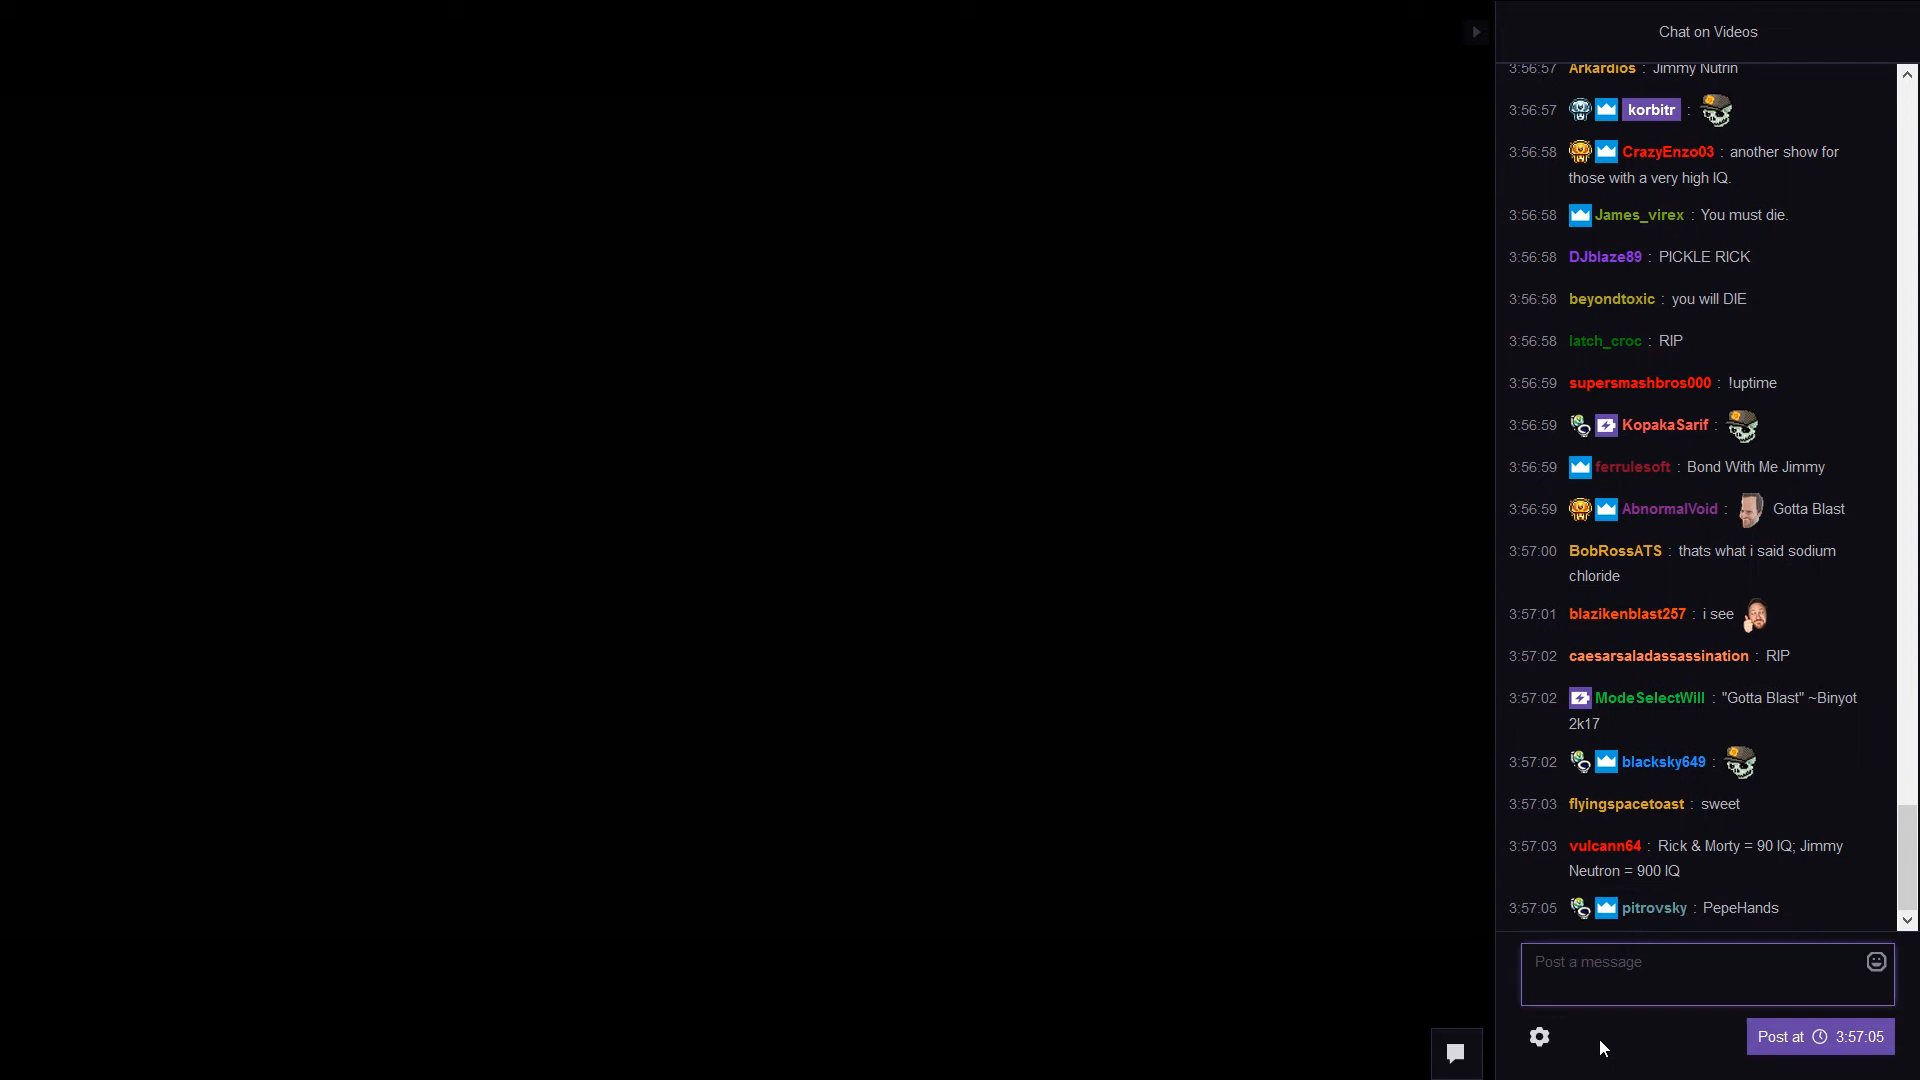 Chat on Videos
3:56:57 Arkardios : Jimmy Nutrin
3:56:57 korbitr :
3:56:58 CrazyEnzo03 : another show for
those with a very high IQ.
3:56:58 James_virex : You must die.
3:56:58 DJblaze89 : PICKLE RICK
3:56:58 beyondtoxic : you will DIE
3:56:58 latch_croc : RIP
3:56:59 supersmashbros000 : !uptime
3:56:59 KopakaSarif :
3:56:59 ferrulesoft : Bond With Me Jimmy
3:56:59 AbnormalVoid : Gotta Blast
3:57:00 BobRossATS : thats what i said sodium
chloride
3:57:01 blazikenblast257 : i see
3:57:02 caesarsaladassassination : RIP
3:57:02 ModeSelectWill : "Gotta Blast" ~Binyot
2k17
3:57:02 blacksky649 :
3:57:03 flyingspacetoast : sweet
3:57:03 vulcann64 : Rick & Morty = 90 IQ; Jimmy
Neutron = 900 IQ
3:57:05 pitrovsky : PepeHands
Post a message
Post at 3:57:05